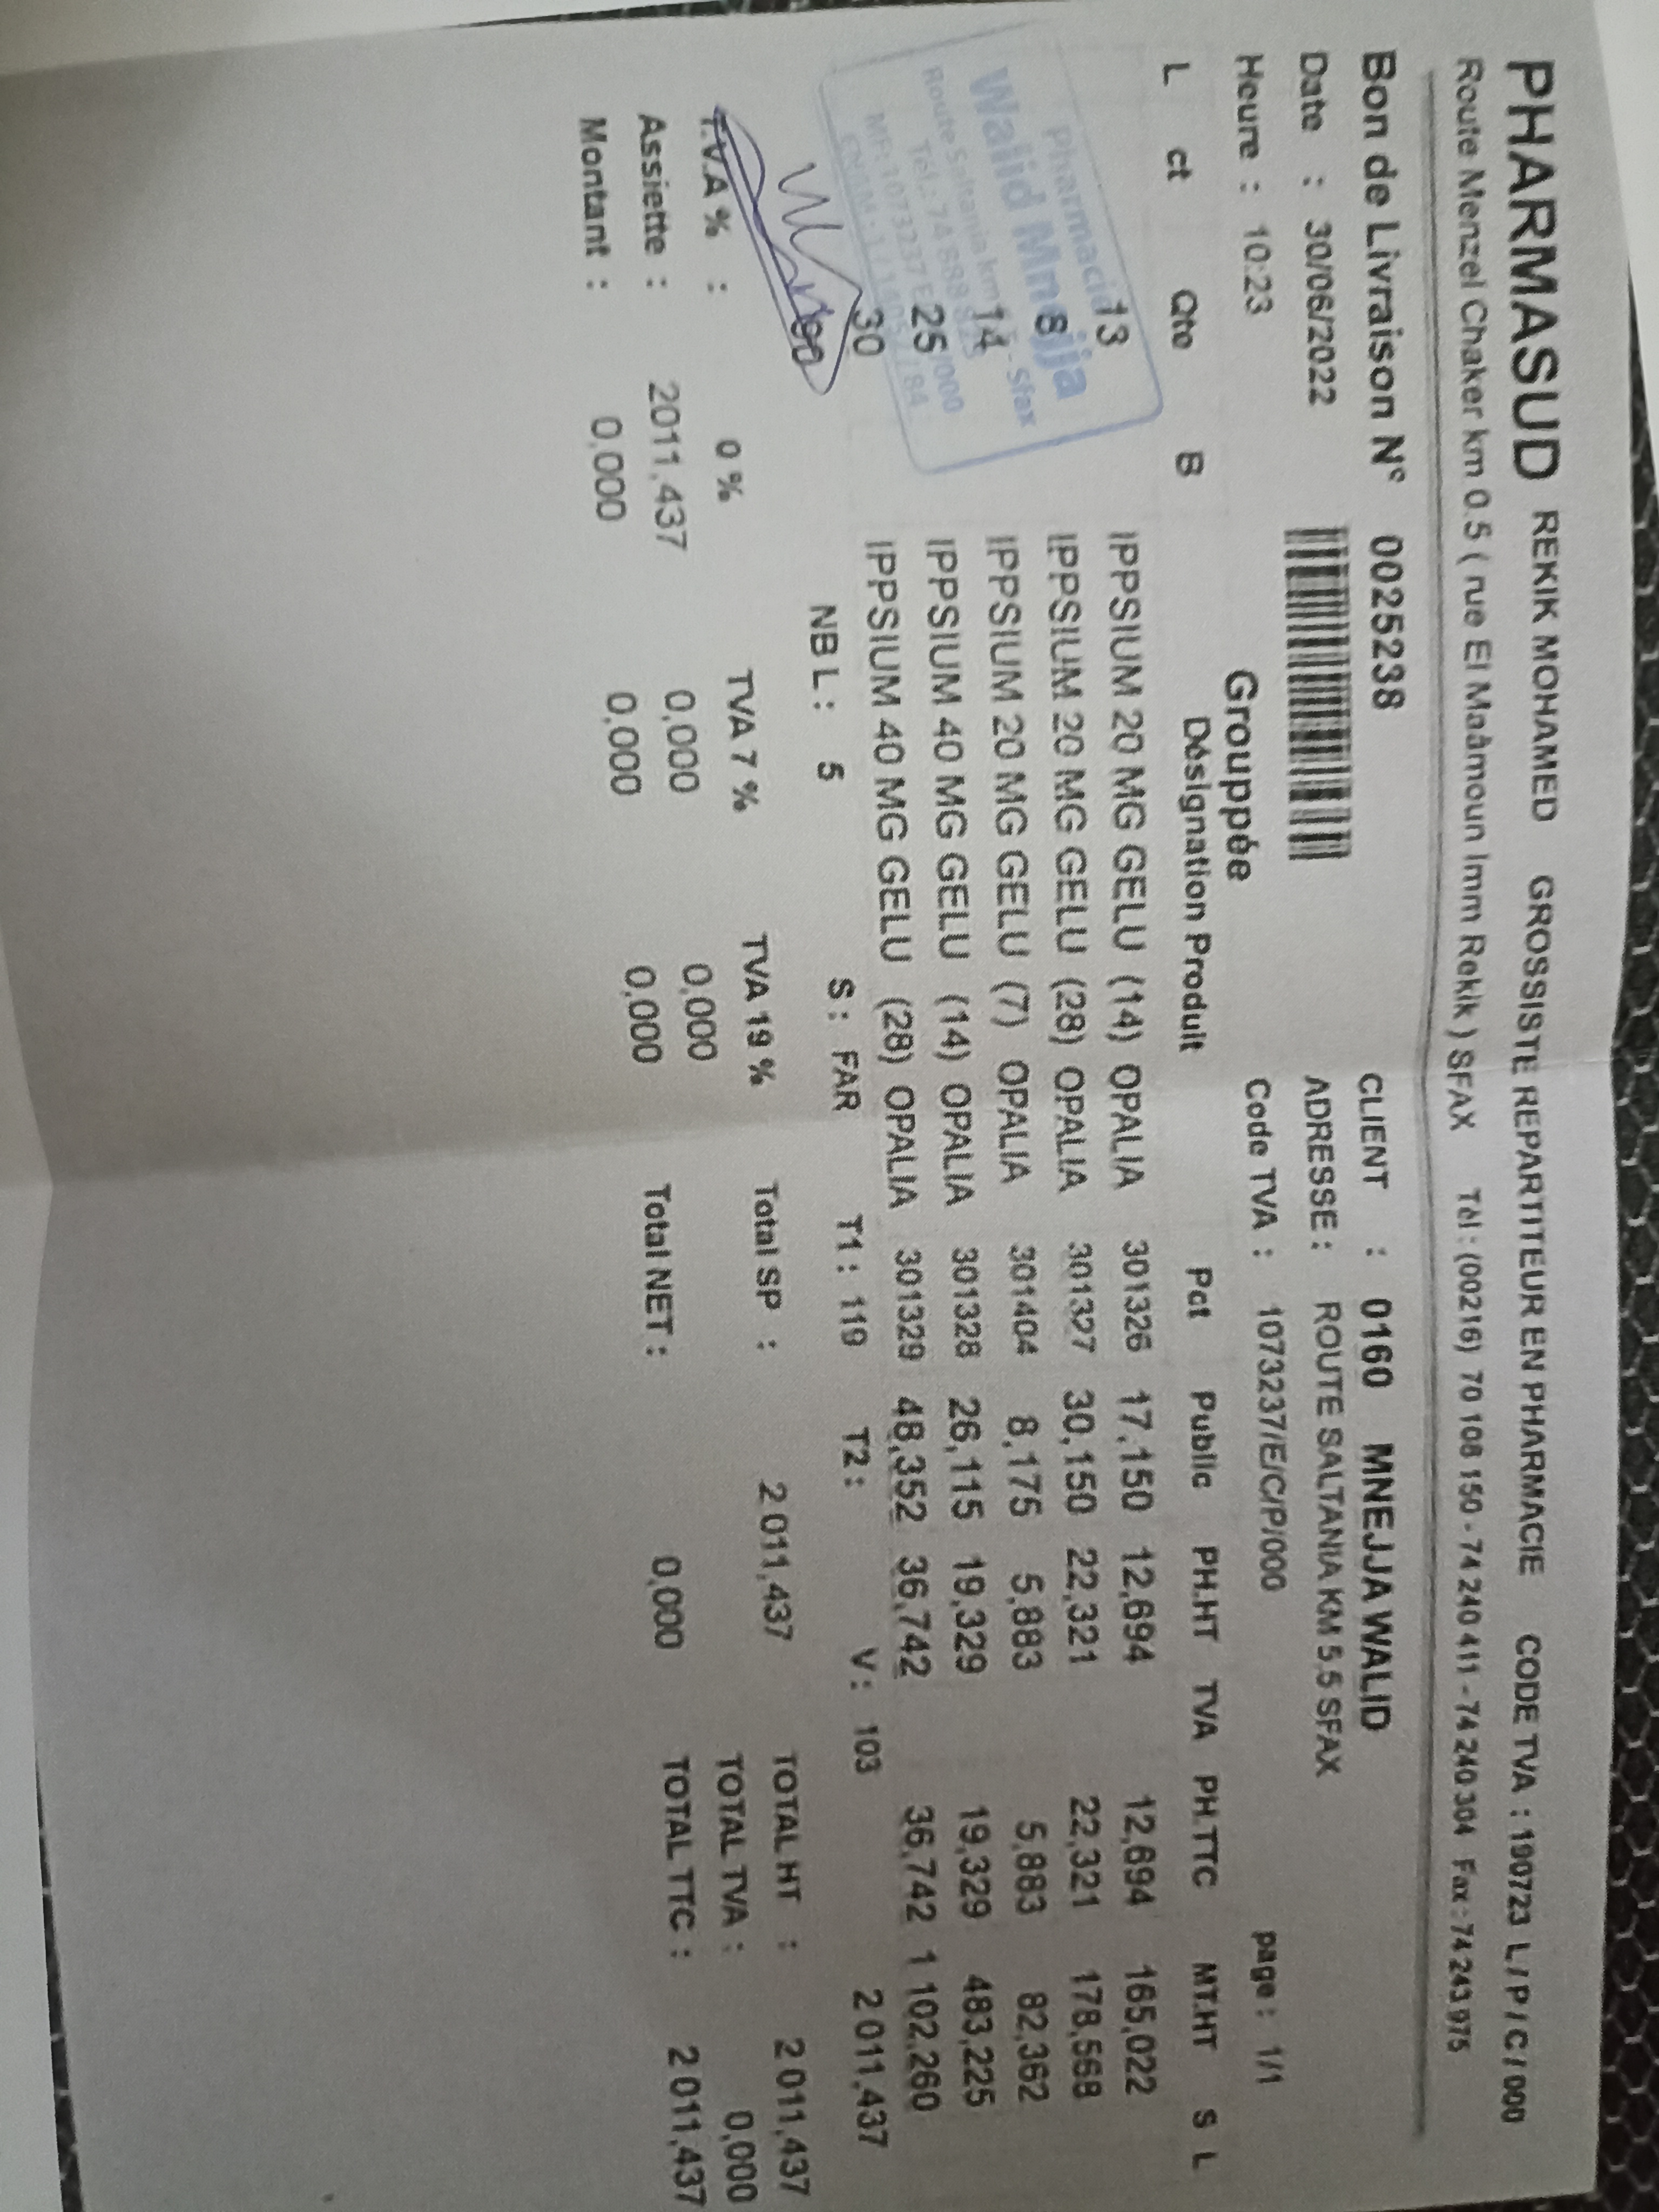 PHARMASUD REKIK MOHAMED GROSSISTE REPARTITEUR EN PHARMACIE CODE TVA : 190723 L / P / C / 000
Route Menzel Chaker km 0.5 ( rue El Maâmoun Imm Rekik ) SFAX Tél : (00216) 70 108 150 - 74 240 411 - 74 240 304 Fax : 74 243 975
Bon de Livraison N° 0025238 CLIENT : 0160 MNEJJA WALID
Date : 30/06/2022 ADRESSE : ROUTE SALTANIA KM 5.5 SFAX
Heure : 10:23 Code TVA : 1073237/E/C/P/000 page : 1/1
Grouppée
L ct Qte B Désignation Produit Pct Public PH.HT TVA PH.TTC MT.HT S L
13 IPPSIUM 20 MG GELU (14) OPALIA 301326 17,150 12,694 12,694 165,022
8 IPPSIUM 20 MG GELU (28) OPALIA 301327 30,150 22,321 22,321 178,568
14 IPPSIUM 20 MG GELU (7) OPALIA 301404 8,175 5,883 5,883 82,362
25 IPPSIUM 40 MG GELU (14) OPALIA 301328 26,115 19,329 19,329 483,225
30 IPPSIUM 40 MG GELU (28) OPALIA 301329 48,352 36,742 36,742 1 102,260
90 NB L : 5 S : FAR T1 : 119 T2 : V : 103 2 011,437
T.V.A % : 0 % TVA 7 % TVA 19 % Total SP : 2 011,437 TOTAL HT : 2 011,437
Assiette : 2011,437 0,000 0,000 TOTAL TVA : 0,000
Montant : 0,000 0,000 0,000 Total NET : 0,000 TOTAL TTC : 2 011,437
Pharmacie
Walid Mnejja
Route Saltania km 5 - Sfax
Tél.: 74 689
MF: 1073237 E /000